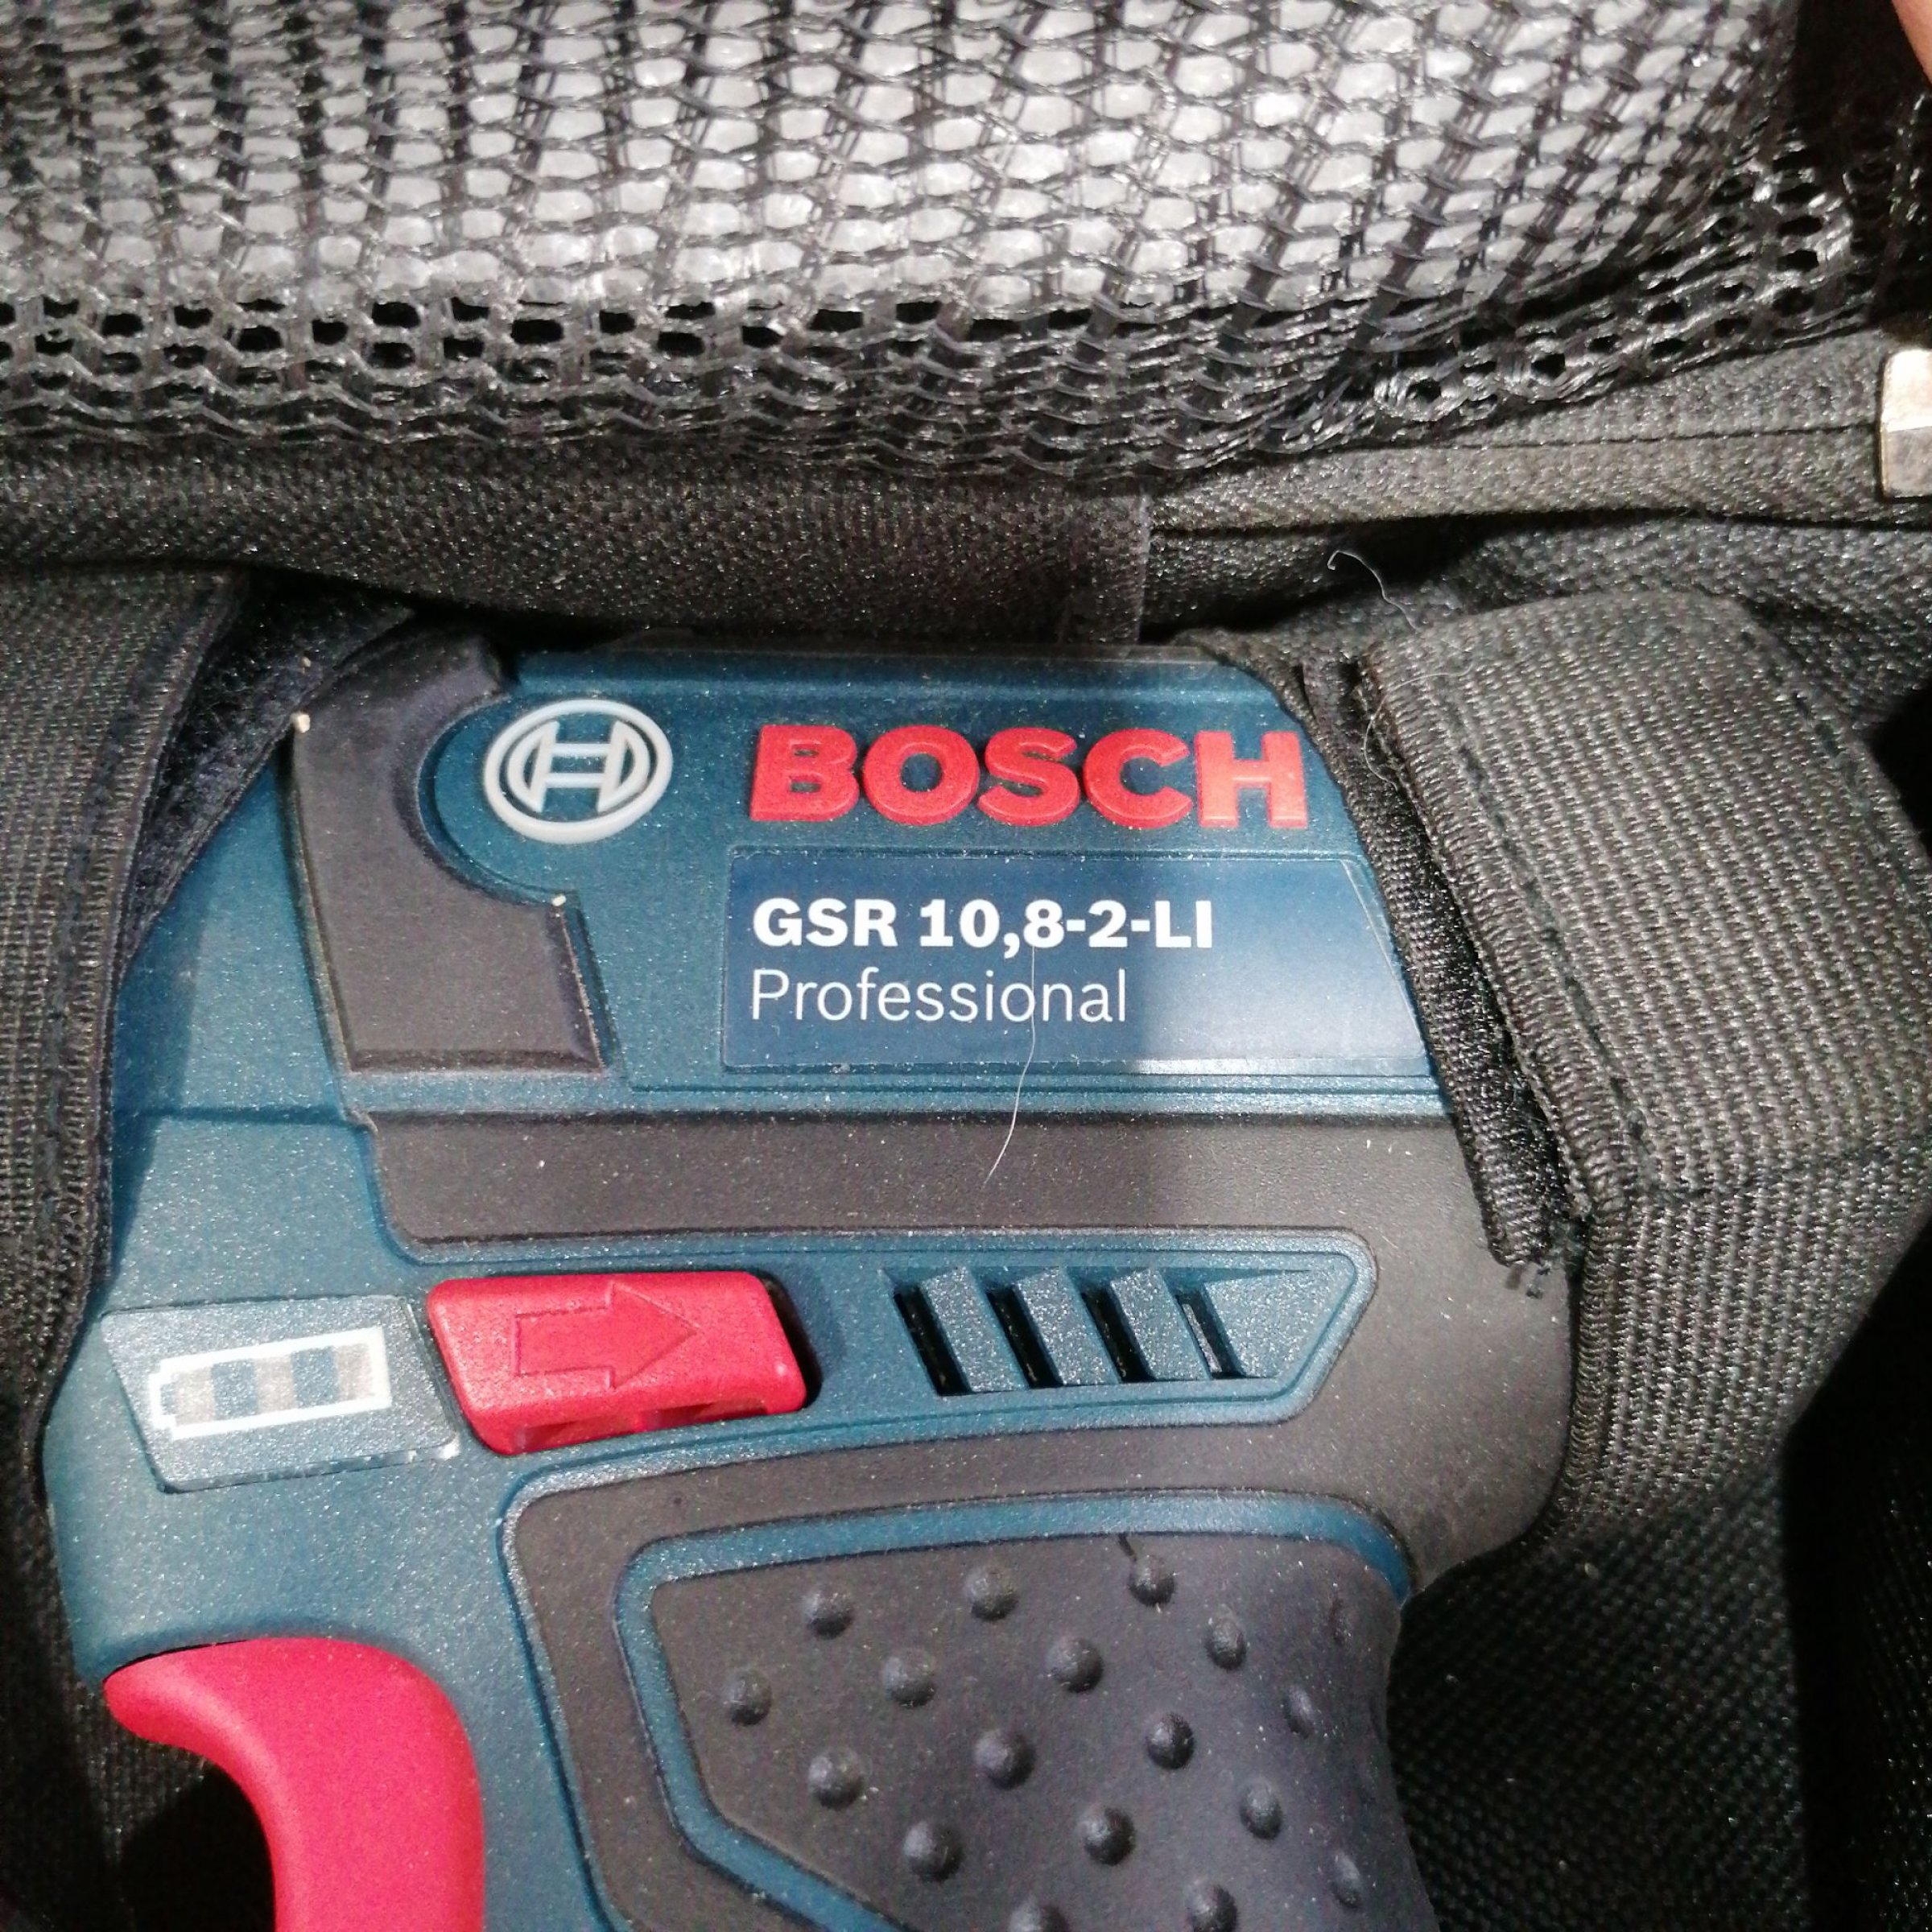 BOSCH
GSR 10,8-2-LI
Professional